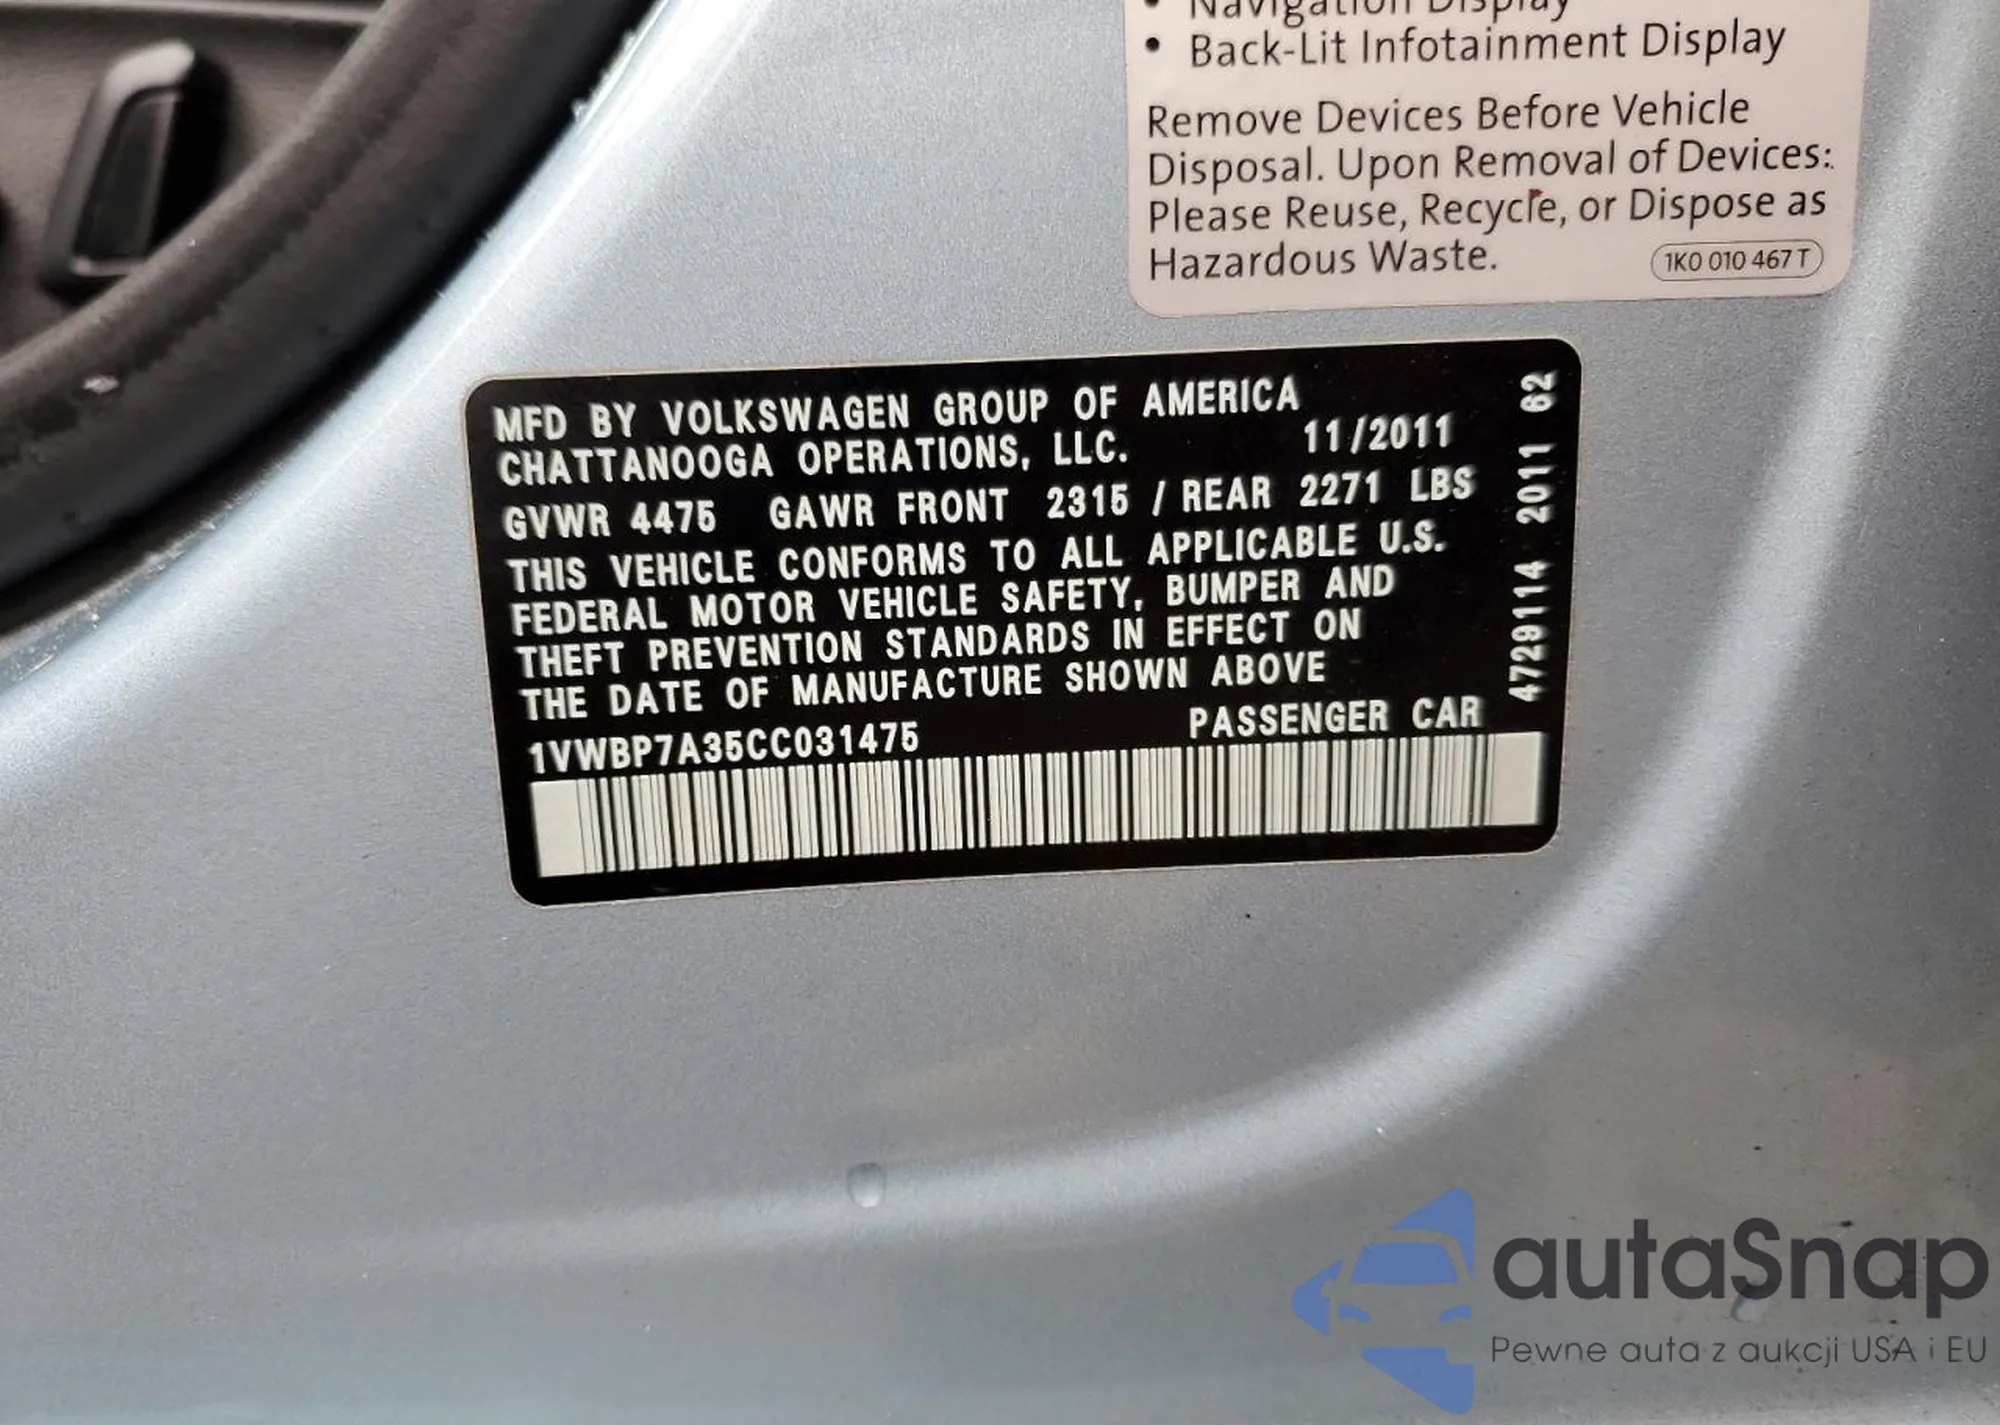 • Navigation Display
• Back-Lit Infotainment Display
Remove Devices Before Vehicle
Disposal. Upon Removal of Devices:
Please Reuse, Recycle, or Dispose as
Hazardous Waste.
1K0 010 467 T
MFD BY VOLKSWAGEN GROUP OF AMERICA
CHATTANOOGA OPERATIONS, LLC. 11/2011
GVWR 4475 GAWR FRONT 2315 / REAR 2271 LBS
THIS VEHICLE CONFORMS TO ALL APPLICABLE U.S.
FEDERAL MOTOR VEHICLE SAFETY, BUMPER AND
THEFT PREVENTION STANDARDS IN EFFECT ON
THE DATE OF MANUFACTURE SHOWN ABOVE
1VWBP7A35CC031475 PASSENGER CAR
4729114 2011 62
autaSnap
Pewne auta z aukcji USA i EU